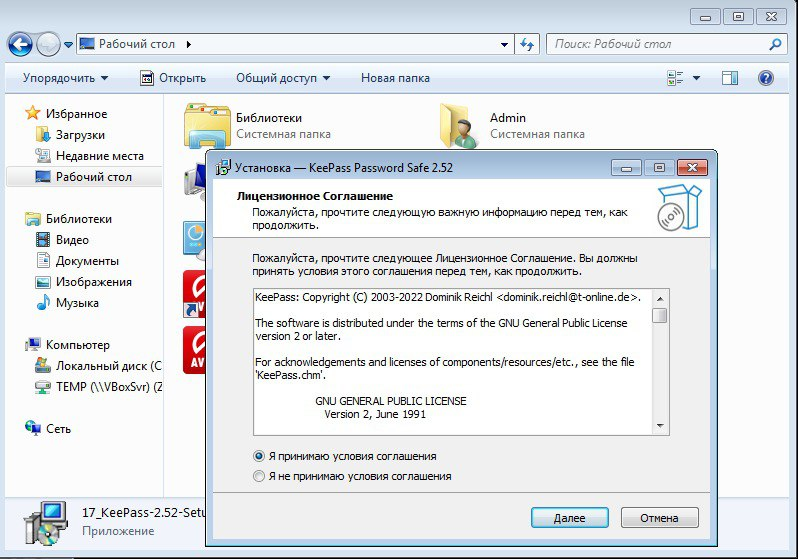 Рабочий стол
Поиск: Рабочий стол
Упорядочить
Открыть
Общий доступ
Новая папка
Избранное
Загрузки
Недавние места
Рабочий стол
Библиотеки
Видео
Документы
Изображения
Музыка
Компьютер
Локальный диск (C
TEMP (\\VBoxSvr) (Z
Сеть
Библиотеки
Системная папка
Admin
Системная папка
AV
AV
Установка — KeePass Password Safe 2.52
Лицензионное Соглашение
Пожалуйста, прочтите следующую важную информацию перед тем, как
продолжить.
Пожалуйста, прочтите следующее Лицензионное Соглашение. Вы должны
принять условия этого соглашения перед тем, как продолжить.
KeePass: Copyright (C) 2003-2022 Dominik Reichl <dominik.reichl@t-online.de>.
The software is distributed under the terms of the GNU General Public License
version 2 or later.
For acknowledgements and licenses of components/resources/etc., see the file
'KeePass.chm'.
GNU GENERAL PUBLIC LICENSE
Version 2, June 1991
Я принимаю условия соглашения
Я не принимаю условия соглашения
Далее
Отмена
17_KeePass-2.52-Setu
Приложение